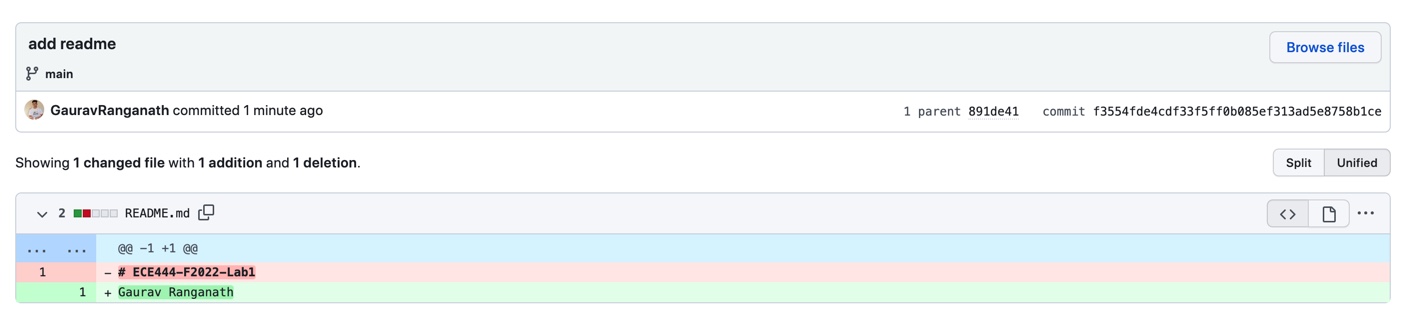 add readme
Browse files
main
GauravRanganath committed 1 minute ago
1 parent 891de41 commit f3554fde4cdf33f5ff0b085ef313ad5e8758b1ce
Showing 1 changed file with 1 addition and 1 deletion.
Split Unified
2 README.md
... ... @@ -1 +1 @@
1 - # ECE444-F2022-Lab1
1 + Gaurav Ranganath